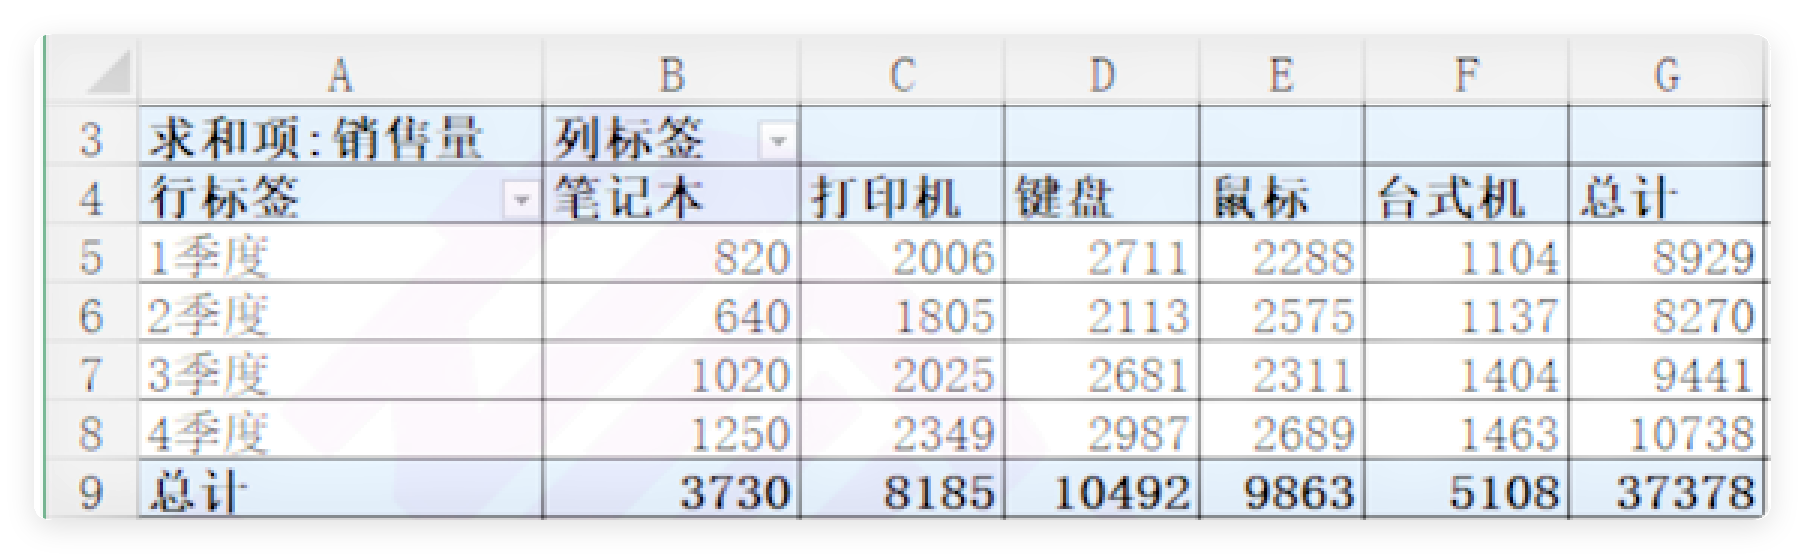 A B C D E F G
3 求和项:销售量 列标签
4 行标签 笔记本 打印机 键盘 鼠标 台式机 总计
5 1季度 820 2006 2711 2288 1104 8929
6 2季度 640 1805 2113 2575 1137 8270
7 3季度 1020 2025 2681 2311 1404 9441
8 4季度 1250 2349 2987 2689 1463 10738
9 总计 3730 8185 10492 9863 5108 37378